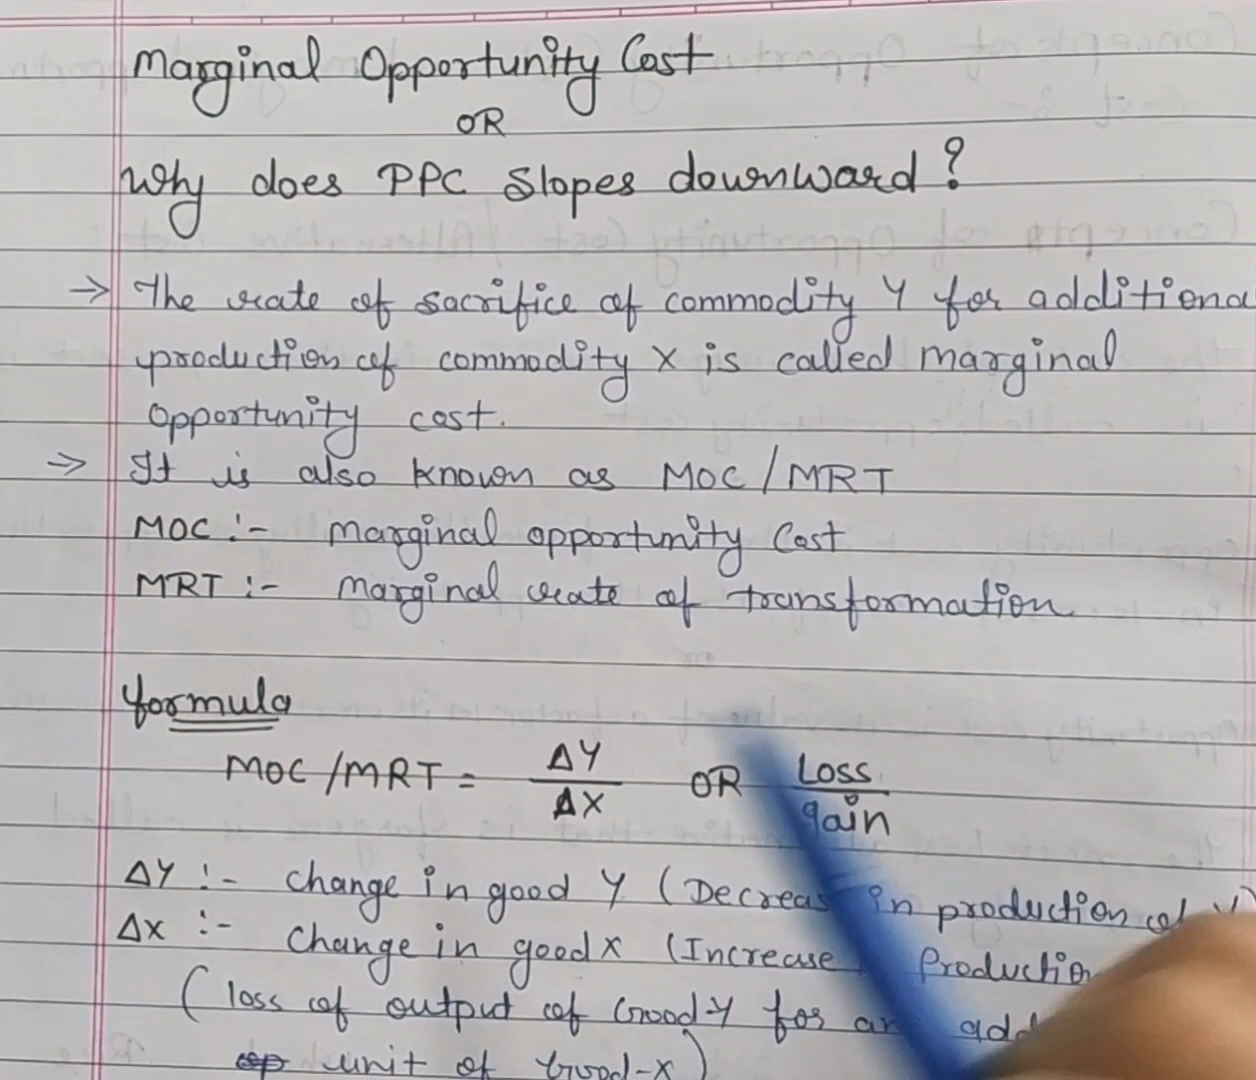 Marginal Opportunity Cost
OR
Why does PPC Slopes downward?
→ The rate of sacrifice of commodity Y for additiona
production of commodity X is called marginal
opportunity cost.
⇒ It is also known as MOC/MRT
MOC :- Marginal opportunity Cost
MRT :- Marginal rate of transformation
formula
MOC/MRT = ΔY/ΔX OR Loss/gain
ΔY :- Change in good Y (Decreas in production of Y)
ΔX :- Change in good X (Increase Productio
(loss of output of Good-Y for an add
unit of Good-X)